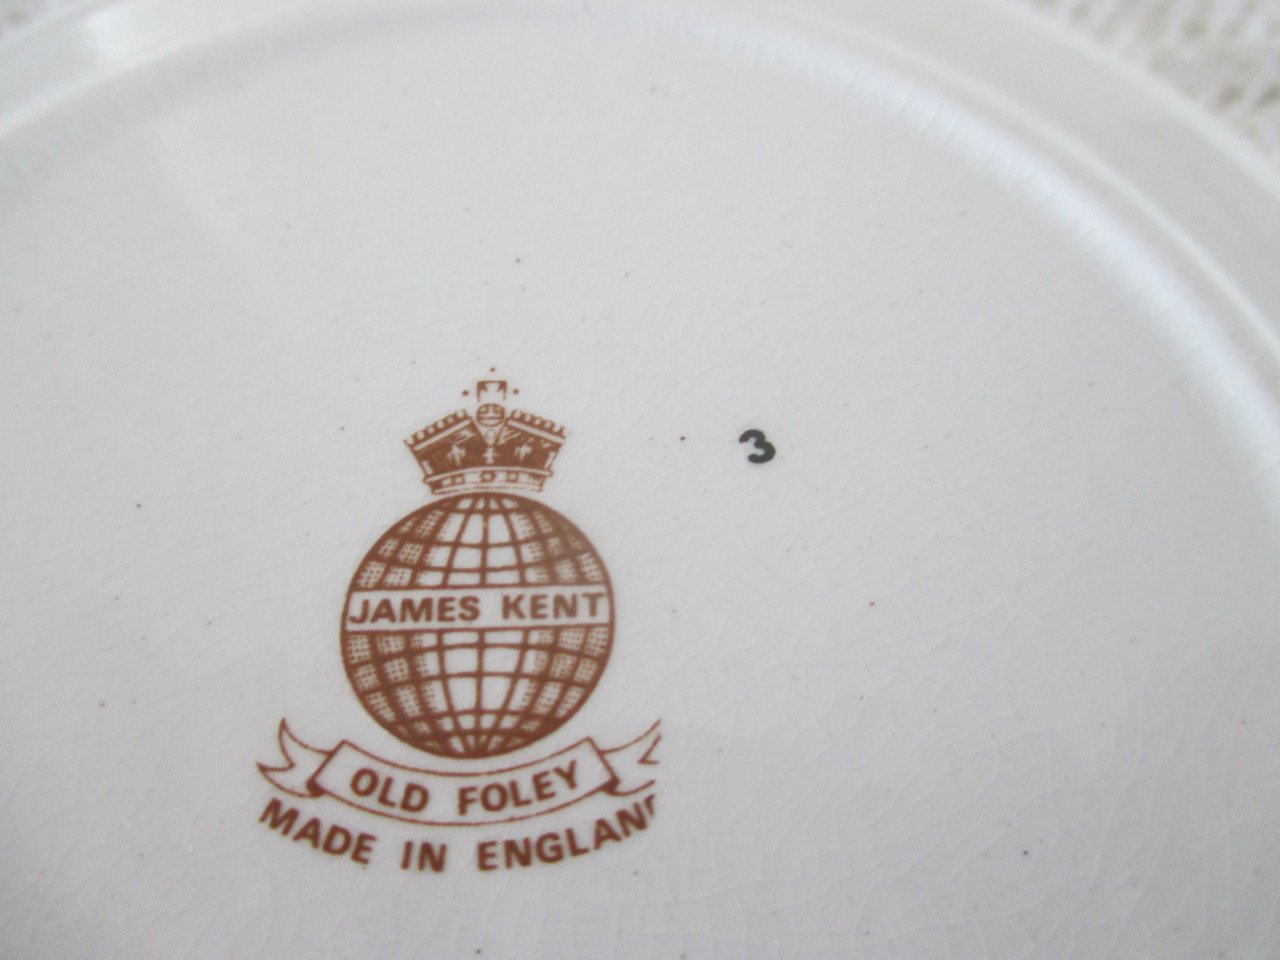 3
JAMES KENT
OLD FOLEY
MADE IN ENGLAN